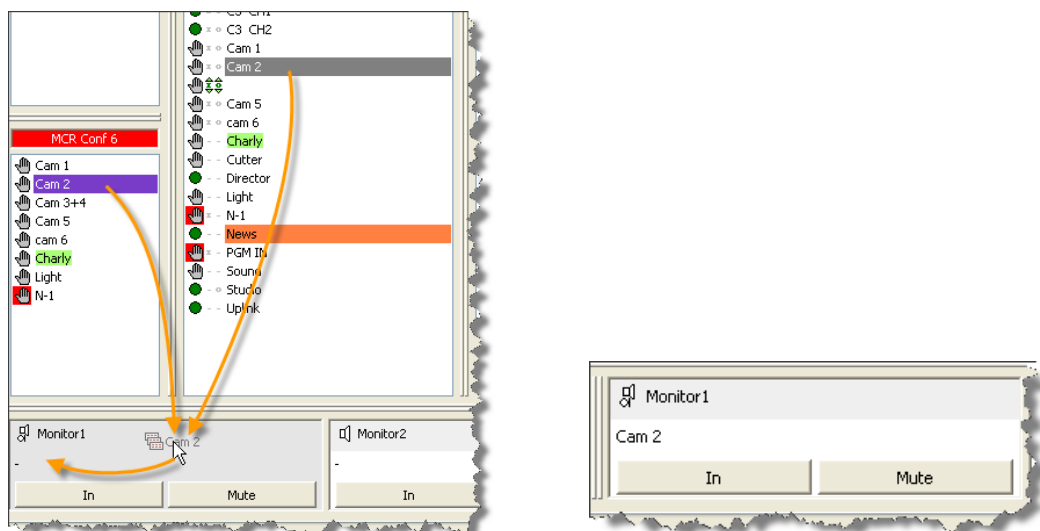 C3 CH1
C3 CH2
Cam 1
Cam 2
Cam 5
cam 6
Charly
Cutter
Director
Light
N-1
News
PGM IN
Sound
Studio
Uplink
MCR Conf 6
Cam 1
Cam 2
Cam 3+4
Cam 5
cam 6
Charly
Light
N-1
Monitor1
Cam 2
-
In
Mute
Monitor2
-
In
Monitor1
Cam 2
In
Mute